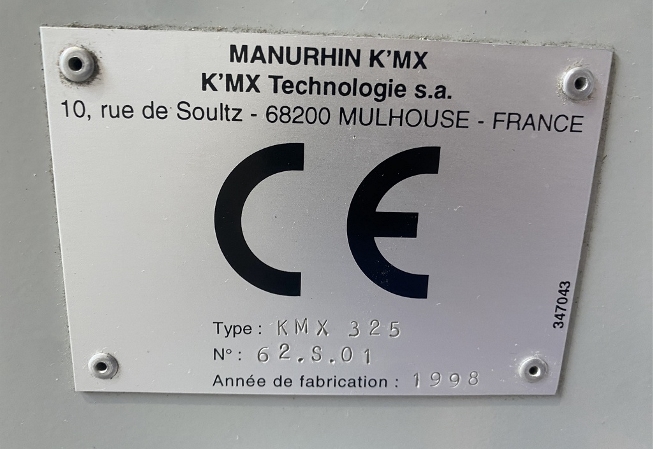 MANURHIN K'MX
K'MX Technologie s.a.
10, rue de Soultz - 68200 MULHOUSE - FRANCE
CE
Type : KMX 325
N° : 62.S.01
Année de fabrication : 1998
347043